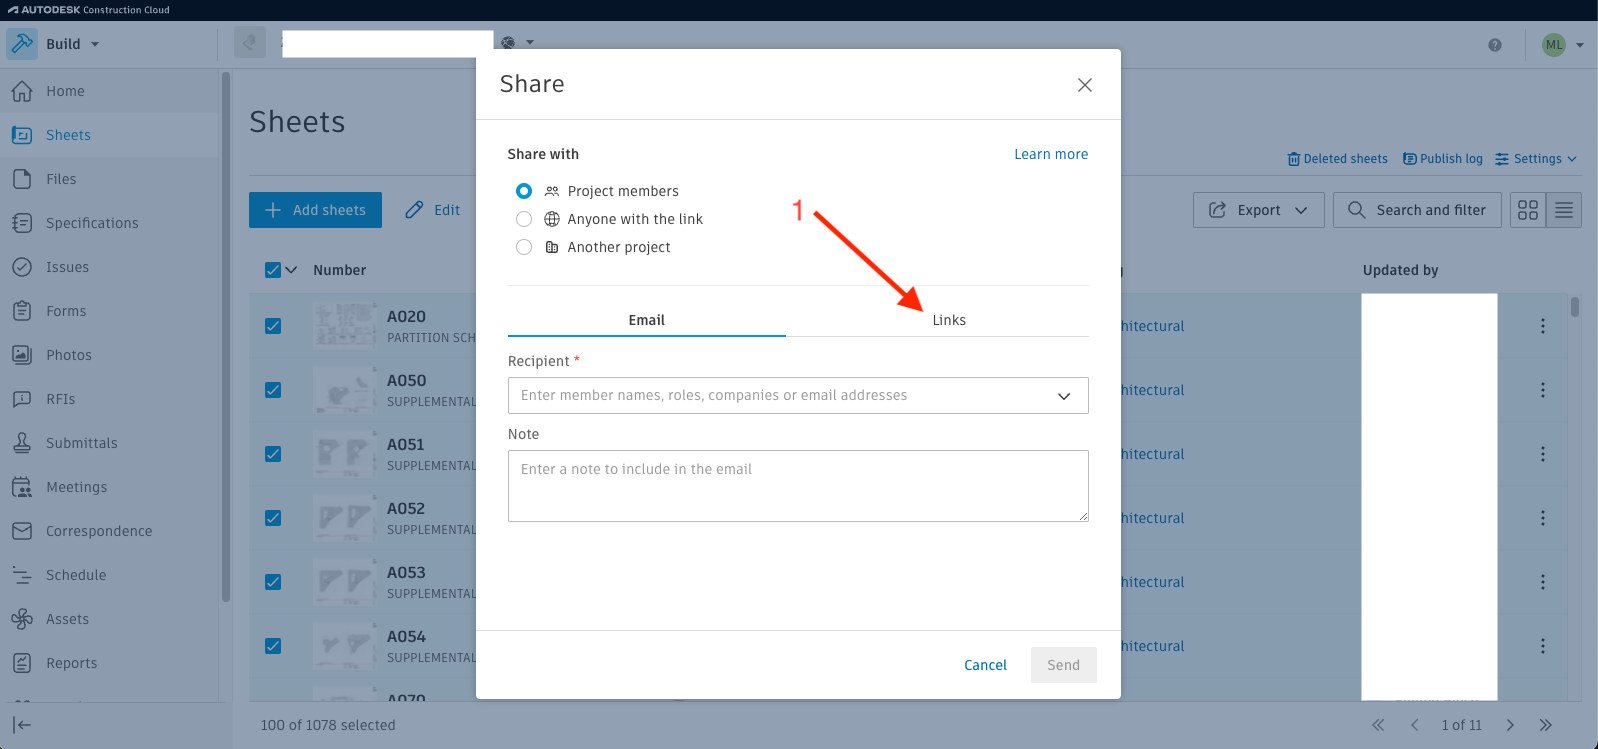 AUTODESK Construction Cloud
Build
ML
Home
Sheets
Files
Specifications
Issues
Forms
Photos
RFIs
Submittals
Meetings
Correspondence
Schedule
Assets
Reports
Sheets
Deleted sheets Publish log Settings
Add sheets Edit
Export Search and filter
Number Updated by
A020
PARTITION SCH
A050
SUPPLEMENTAL
A051
SUPPLEMENTAL
A052
SUPPLEMENTAL
A053
SUPPLEMENTAL
A054
SUPPLEMENTAL
A070
hitectural
hitectural
hitectural
hitectural
hitectural
hitectural
100 of 1078 selected
1 of 11
Share
Share with Learn more
Project members
Anyone with the link
Another project
1
Email Links
Recipient *
Enter member names, roles, companies or email addresses
Note
Enter a note to include in the email
Cancel Send